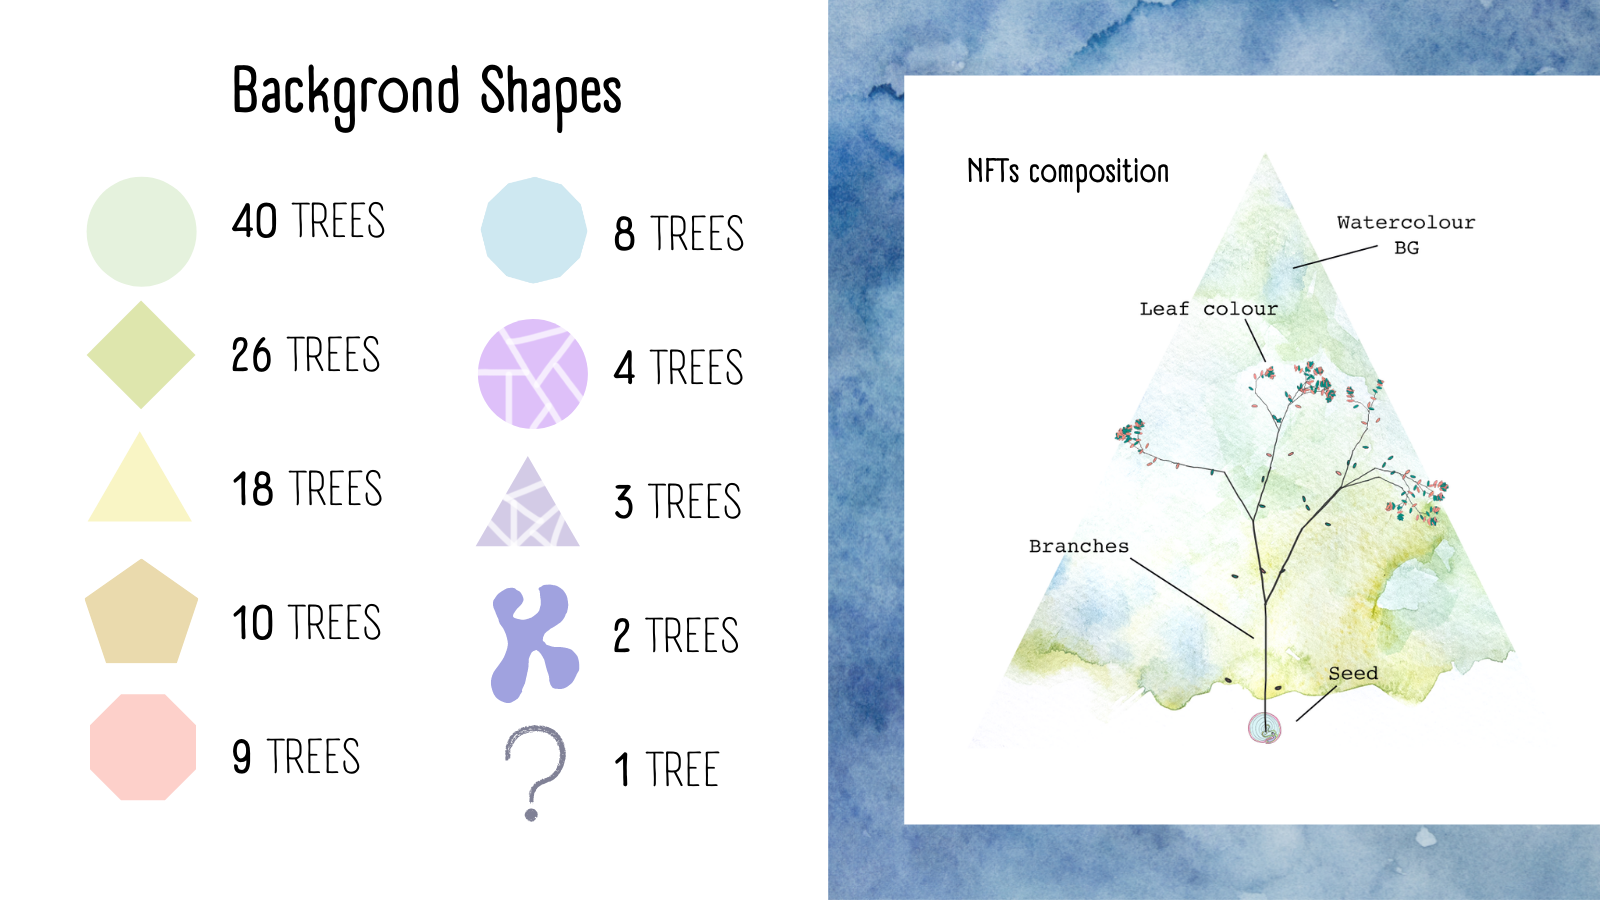 Backgrond Shapes
40 TREES
26 TREES
18 TREES
10 TREES
9 TREES
8 TREES
4 TREES
3 TREES
2 TREES
?
1 TREE
NFTs composition
Watercolour
BG
Leaf colour
Branches
Seed